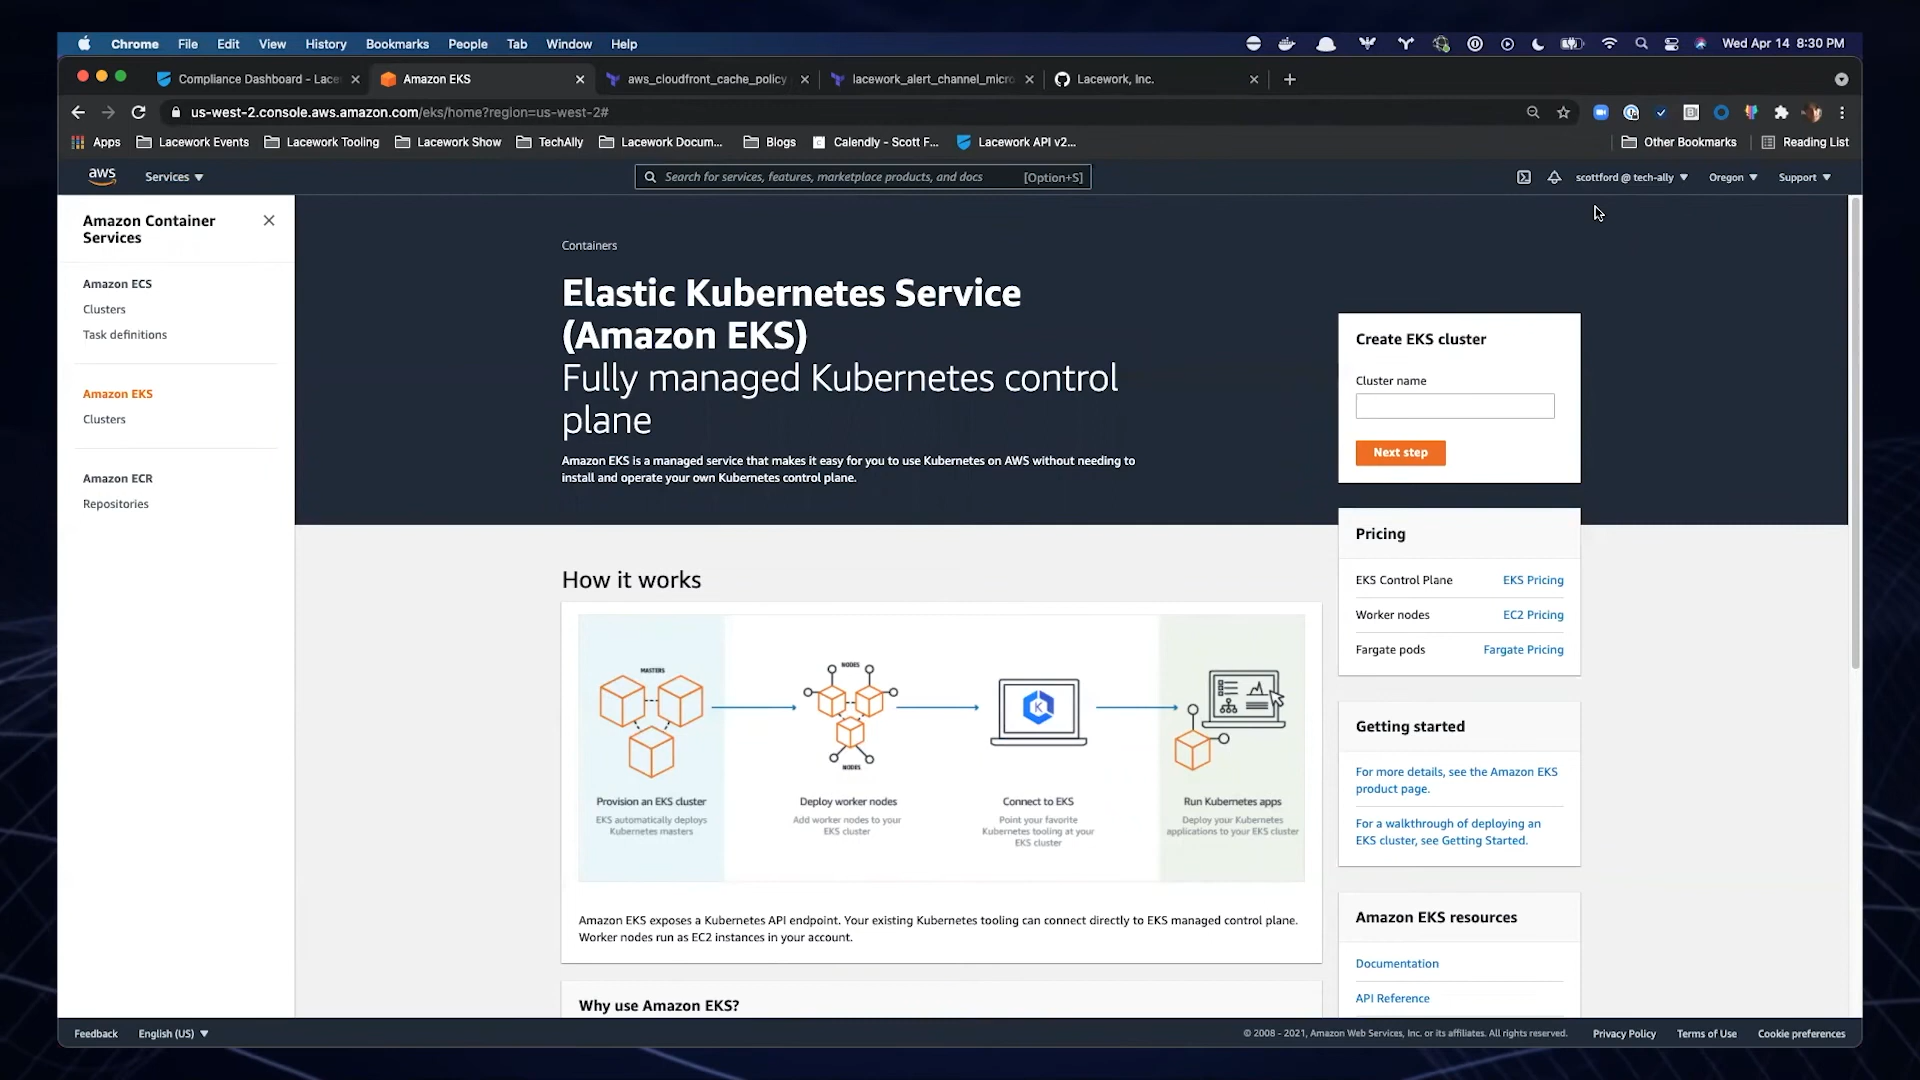 Chrome File Edit View History Bookmarks People Tab Window Help
Wed Apr 14 8:30 PM
Compliance Dashboard - Lace
Amazon EKS
aws_cloudfront_cache_policy
lacework_alert_channel_micro
Lacework, Inc.
us-west-2.console.aws.amazon.com/eks/home?region=us-west-2#
Apps
Lacework Events
Lacework Tooling
Lacework Show
TechAlly
Lacework Docum...
Blogs
Calendly - Scott F...
Lacework API v2...
Other Bookmarks
Reading List
aws
Services
Search for services, features, marketplace products, and docs [Option+S]
scottford @ tech-ally
Oregon
Support
Amazon Container
Services
Amazon ECS
Clusters
Task definitions
Amazon EKS
Clusters
Amazon ECR
Repositories
Containers
Elastic Kubernetes Service
(Amazon EKS)
Fully managed Kubernetes control
plane
Amazon EKS is a managed service that makes it easy for you to use Kubernetes on AWS without needing to
install and operate your own Kubernetes control plane.
Create EKS cluster
Cluster name
Next step
Pricing
EKS Control Plane EKS Pricing
Worker nodes EC2 Pricing
Fargate pods Fargate Pricing
Getting started
For more details, see the Amazon EKS
product page.
For a walkthrough of deploying an
EKS cluster, see Getting Started.
Amazon EKS resources
Documentation
API Reference
How it works
MASTERS
NODES
NODES
K
Provision an EKS cluster
EKS automatically deploys
Kubernetes masters
Deploy worker nodes
Add worker nodes to your
EKS cluster
Connect to EKS
Point your favorite
Kubernetes tooling at your
EKS cluster
Run Kubernetes apps
Deploy your Kubernetes
applications to your EKS cluster
Amazon EKS exposes a Kubernetes API endpoint. Your existing Kubernetes tooling can connect directly to EKS managed control plane.
Worker nodes run as EC2 instances in your account.
Why use Amazon EKS?
Feedback
English (US)
© 2008 - 2021, Amazon Web Services, Inc. or its affiliates. All rights reserved.
Privacy Policy
Terms of Use
Cookie preferences